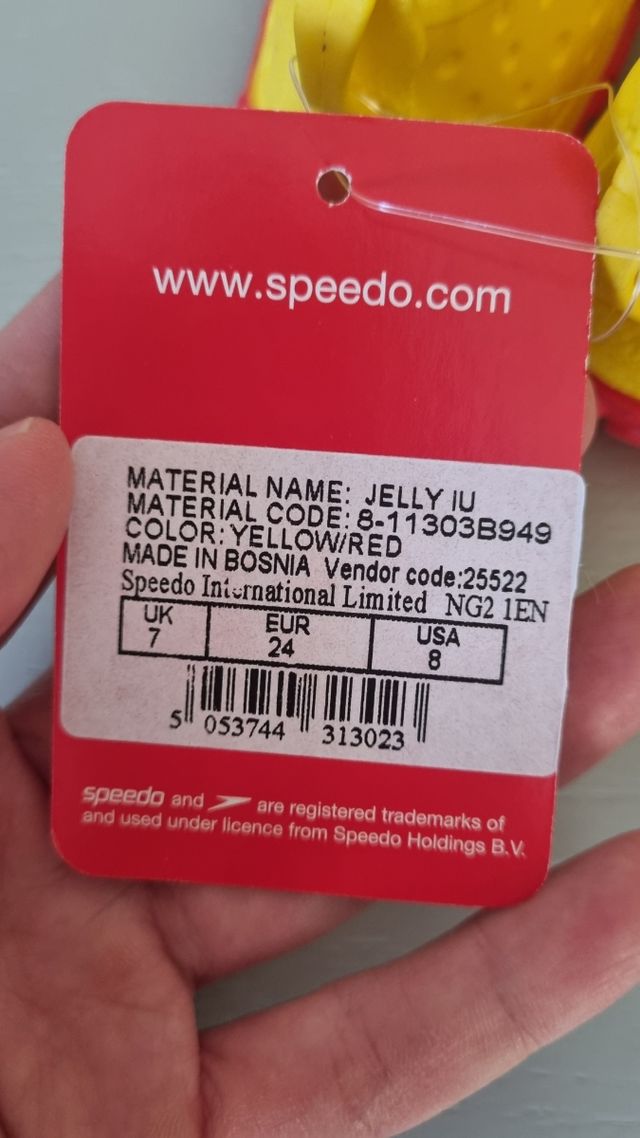 www.speedo.com
MATERIAL NAME: JELLY IU
MATERIAL CODE: 8-11303B949
COLOR: YELLOW/RED
MADE IN BOSNIA Vendor code:25522
Speedo International Limited NG2 1EN
UK EUR USA
7 24 8
5 053744 313023
speedo and are registered trademarks of
and used under licence from Speedo Holdings B.V.